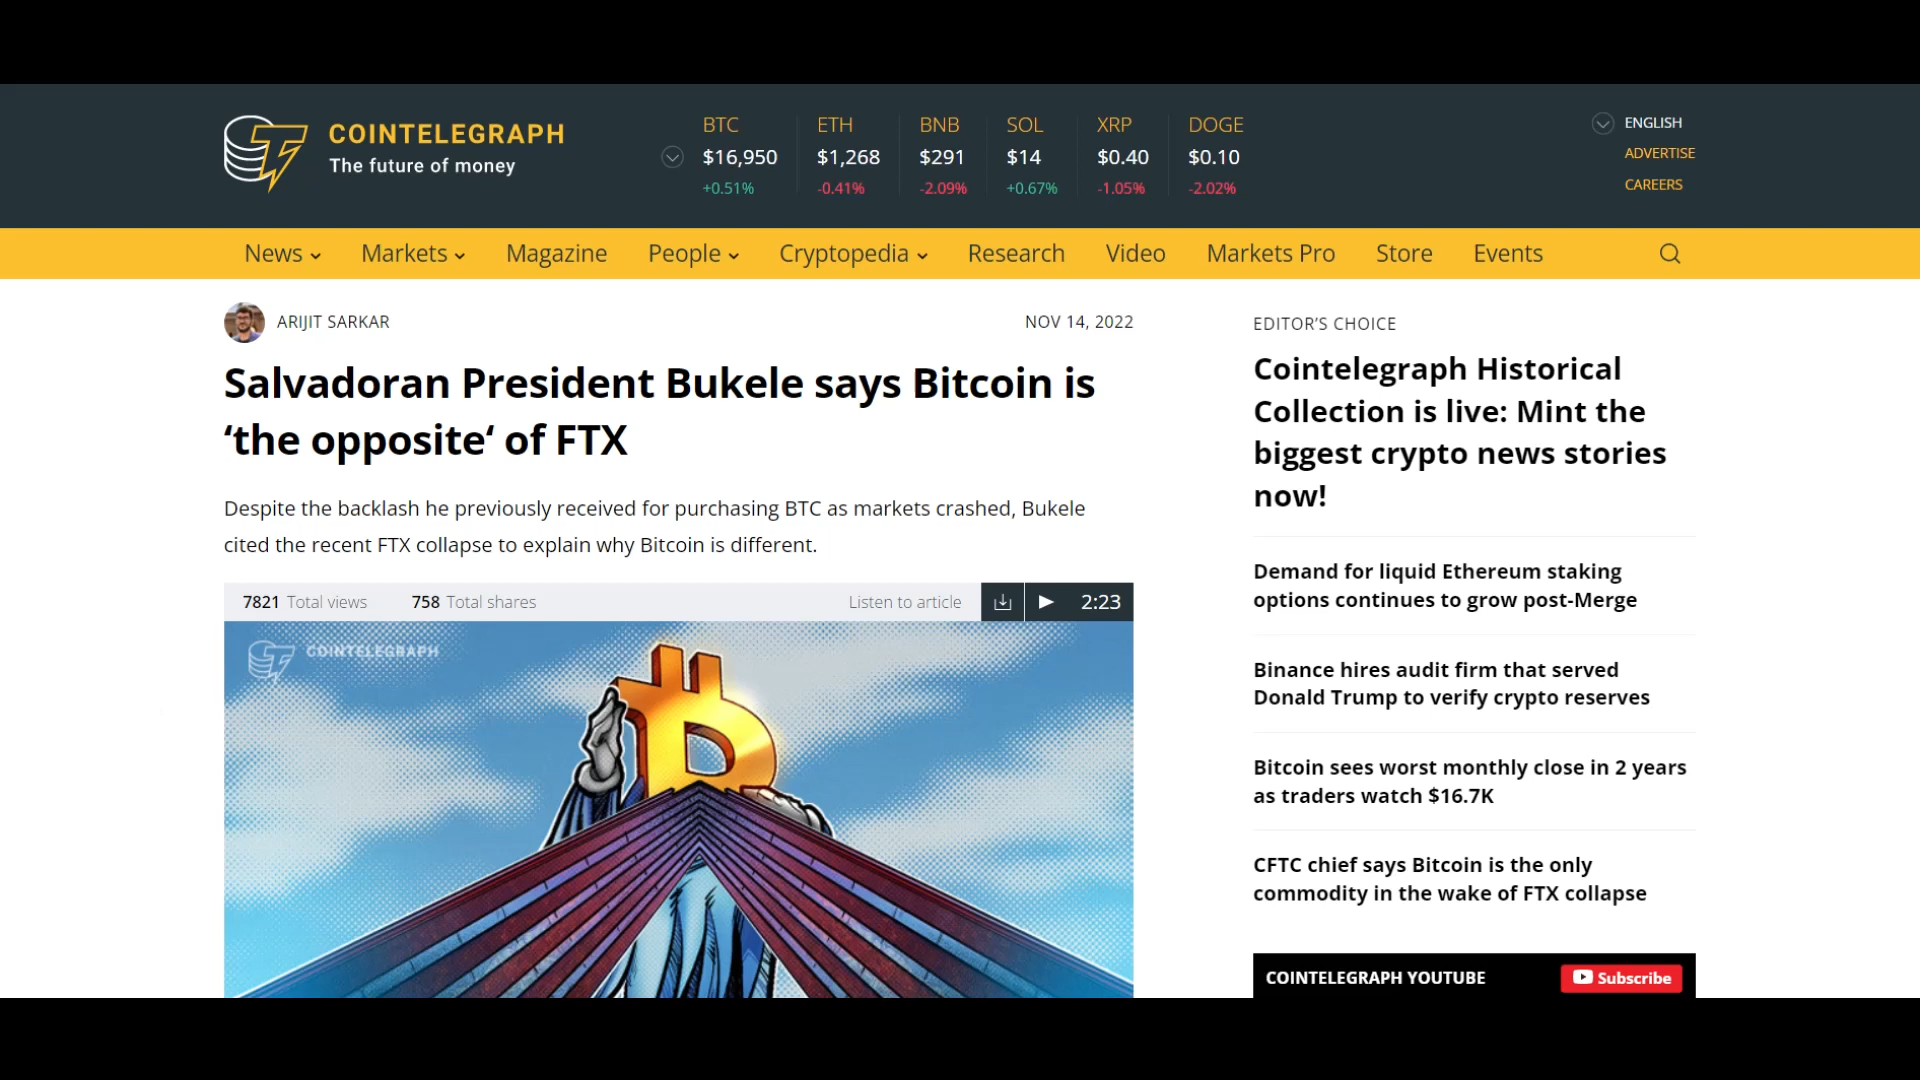 COINTELEGRAPH
The future of money
BTC
$16,950
+0.51%
ETH
$1,268
-0.41%
BNB
$291
-2.09%
SOL
$14
+0.67%
XRP
$0.40
-1.05%
DOGE
$0.10
-2.02%
ENGLISH
ADVERTISE
CAREERS
News Markets Magazine People Cryptopedia Research Video Markets Pro Store Events
ARIJIT SARKAR
NOV 14, 2022
Salvadoran President Bukele says Bitcoin is
‘the opposite‘ of FTX
Despite the backlash he previously received for purchasing BTC as markets crashed, Bukele
cited the recent FTX collapse to explain why Bitcoin is different.
7821 Total views 758 Total shares Listen to article 2:23
COINTELEGRAPH
EDITOR’S CHOICE
Cointelegraph Historical
Collection is live: Mint the
biggest crypto news stories
now!
Demand for liquid Ethereum staking
options continues to grow post-Merge
Binance hires audit firm that served
Donald Trump to verify crypto reserves
Bitcoin sees worst monthly close in 2 years
as traders watch $16.7K
CFTC chief says Bitcoin is the only
commodity in the wake of FTX collapse
COINTELEGRAPH YOUTUBE Subscribe